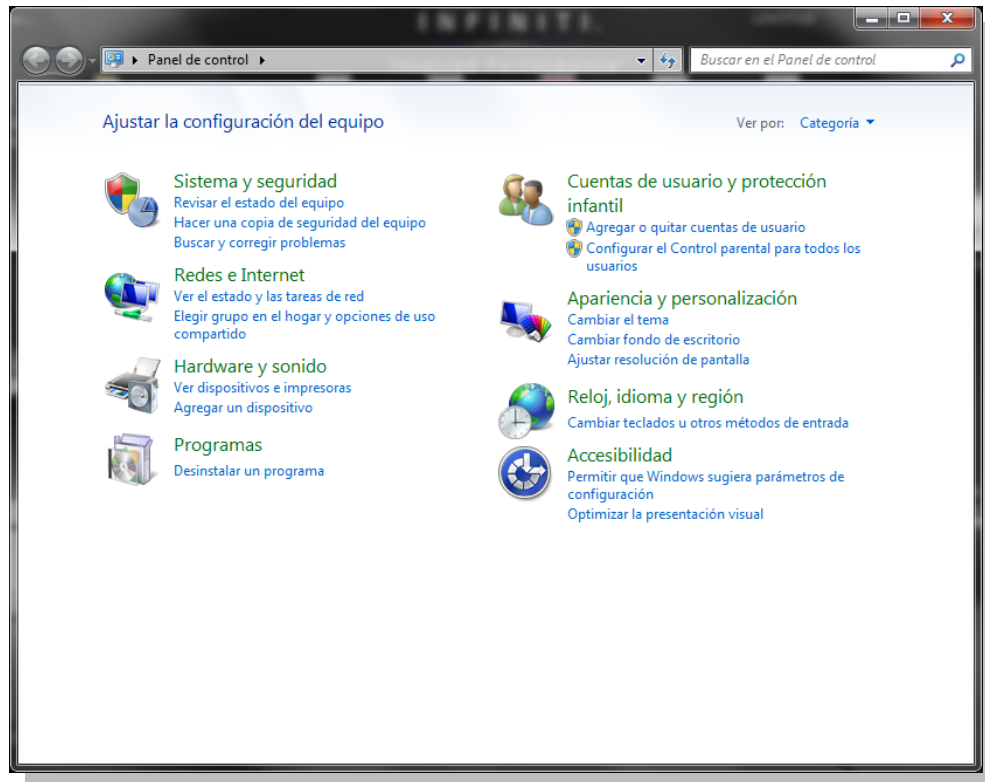 INFINITI.
Panel de control
Buscar en el Panel de control
Ajustar la configuración del equipo
Ver por: Categoría
Sistema y seguridad
Revisar el estado del equipo
Hacer una copia de seguridad del equipo
Buscar y corregir problemas
Redes e Internet
Ver el estado y las tareas de red
Elegir grupo en el hogar y opciones de uso
compartido
Hardware y sonido
Ver dispositivos e impresoras
Agregar un dispositivo
Programas
Desinstalar un programa
Cuentas de usuario y protección
infantil
Agregar o quitar cuentas de usuario
Configurar el Control parental para todos los
usuarios
Apariencia y personalización
Cambiar el tema
Cambiar fondo de escritorio
Ajustar resolución de pantalla
Reloj, idioma y región
Cambiar teclados u otros métodos de entrada
Accesibilidad
Permitir que Windows sugiera parámetros de
configuración
Optimizar la presentación visual